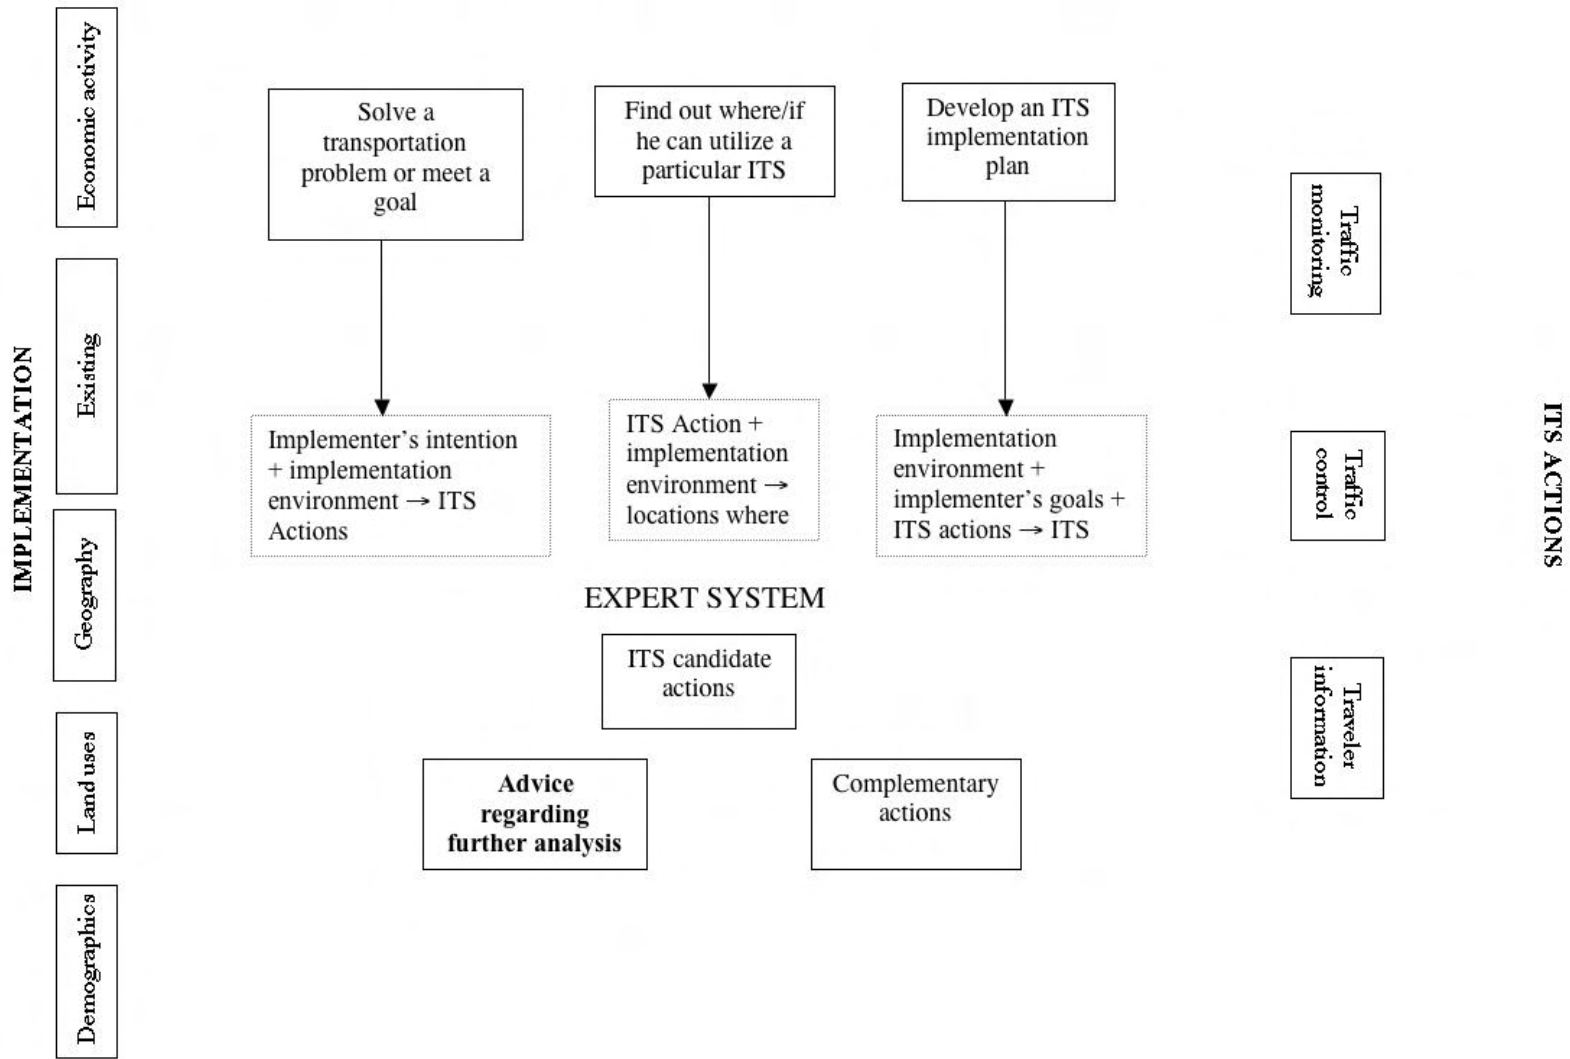 IMPLEMENTATION
Economic activity
Existing
Geography
Land uses
Demographics
Solve a
transportation
problem or meet a
goal
Find out where/if
he can utilize a
particular ITS
Develop an ITS
implementation
plan
Implementer's intention
+ implementation
environment → ITS
Actions
ITS Action +
implementation
environment →
locations where
Implementation
environment +
implementer's goals +
ITS actions → ITS
EXPERT SYSTEM
ITS candidate
actions
Advice
regarding
further analysis
Complementary
actions
Traffic
monitoring
Traffic
control
Traveler
information
ITS ACTIONS